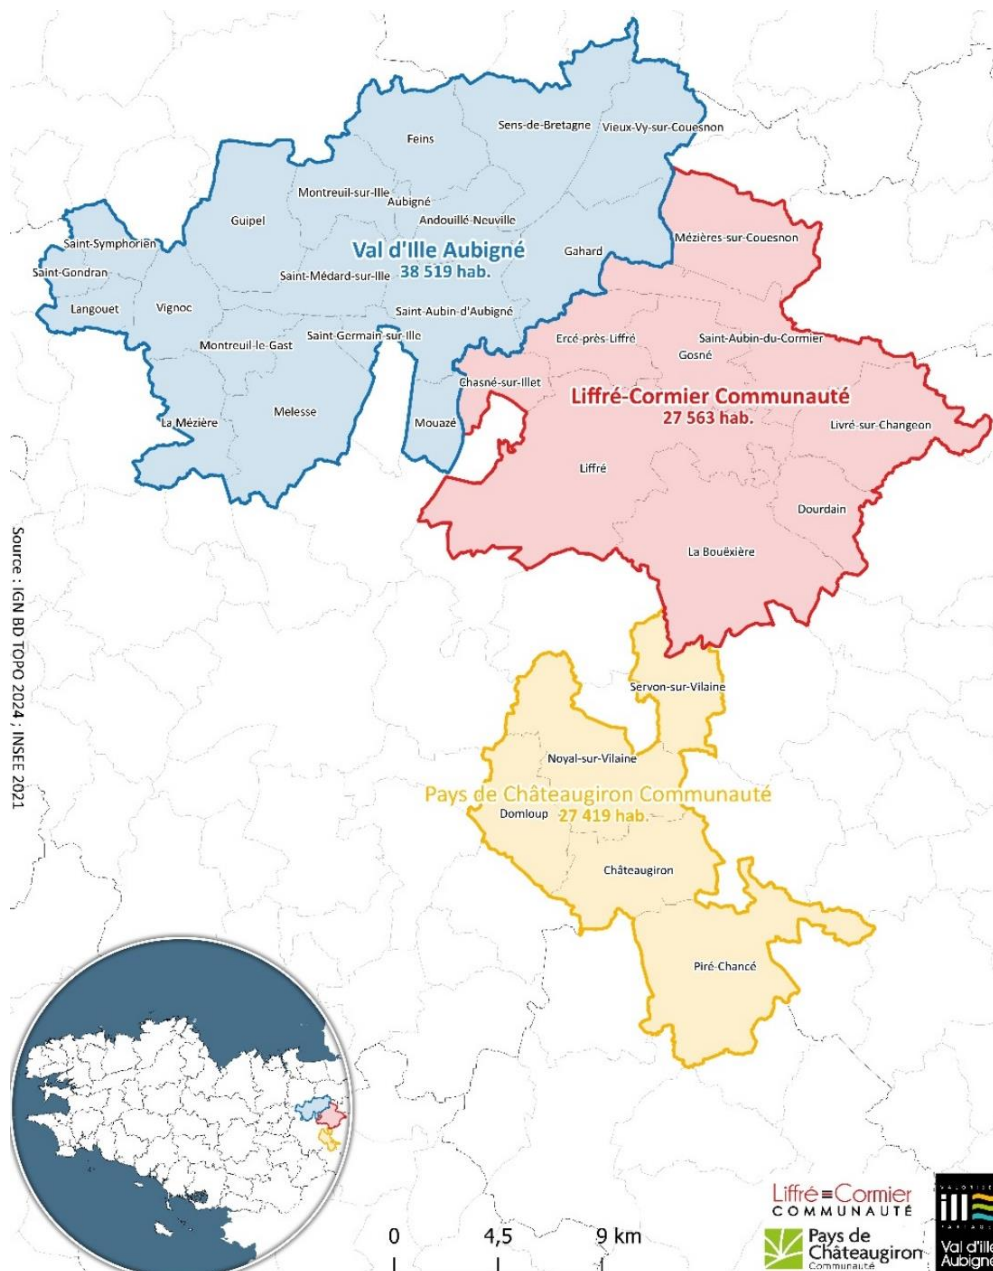 Sens-de-Bretagne
Vieux-Vy-sur-Couesnon
Feins
Montreuil-sur-Ille
Aubigné
Guipel
Andouillé-Neuville
Mézières-sur-Couesnon
Saint-Symphorien
Val d'Ille Aubigné
38 519 hab.
Gahard
Saint-Gondran
Saint-Médard-sur-Ille
Langouet
Vignoc
Saint-Aubin-d'Aubigné
Saint-Germain-sur-Ille
Montreuil-le-Gast
Ercé-près-Liffré
Saint-Aubin-du-Cormier
Gosné
Chasné-sur-Illet
Liffré-Cormier Communauté
27 563 hab.
La Mézière
Melesse
Mouazé
Livré-sur-Changeon
Liffré
Dourdain
La Bouëxière
Source : IGN BD TOPO 2024 ; INSEE 2021
Servon-sur-Vilaine
Noyal-sur-Vilaine
Pays de Châteaugiron Communauté
27 419 hab.
Domloup
Châteaugiron
Piré-Chancé
0 4,5 9 km
Liffré Cormier
COMMUNAUTÉ
Pays de
Châteaugiron
Communauté
VALORISE
ill
PARTAGE
Val d'ille
Aubigné